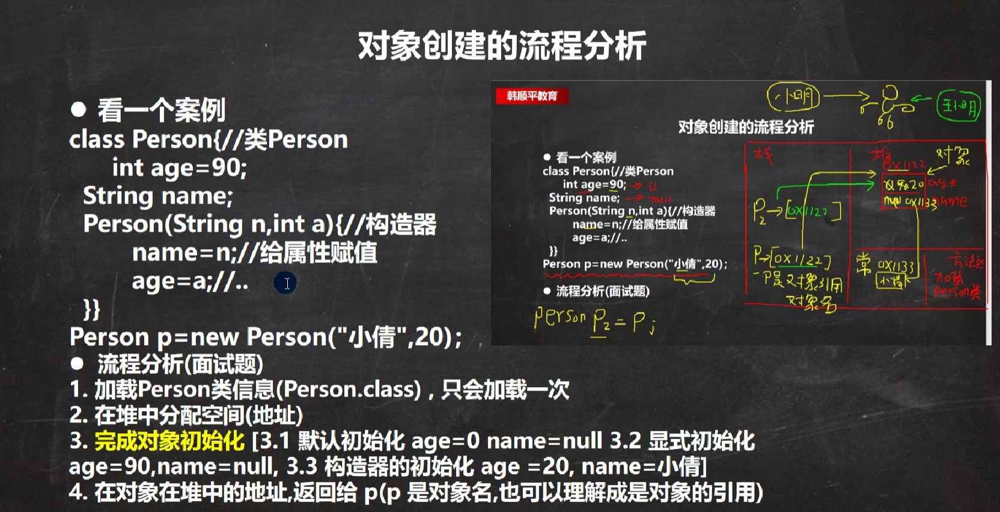 对象创建的流程分析
● 看一个案例
class Person{//类Person
int age=90;
String name;
Person(String n,int a){//构造器
name=n;//给属性赋值
age=a;//..
}}
Person p=new Person("小倩",20);
● 流程分析(面试题)
1. 加载Person类信息(Person.class)，只会加载一次
2. 在堆中分配空间(地址)
3. 完成对象初始化 [3.1 默认初始化 age=0 name=null 3.2 显式初始化
age=90,name=null, 3.3 构造器的初始化 age =20, name=小倩]
4. 在对象在堆中的地址,返回给 p(p 是对象名,也可以理解成是对象的引用)
韩顺平教育
小明
王小明
对象创建的流程分析
● 看一个案例
class Person{//类Person
int age=90; → 0
String name; → null
Person(String n,int a){//构造器
name=n;//给属性赋值
age=a;//..
}}
Person p=new Person("小倩",20);
● 流程分析(面试题)
Person P2 = P;
栈
堆
对象
0X1122
20 age
null 0X1133 name
P2→[0X1122]
P→[0X1122]
P是对象引用
对象名
常
0X1133
小倩
方法区
加载
Person类